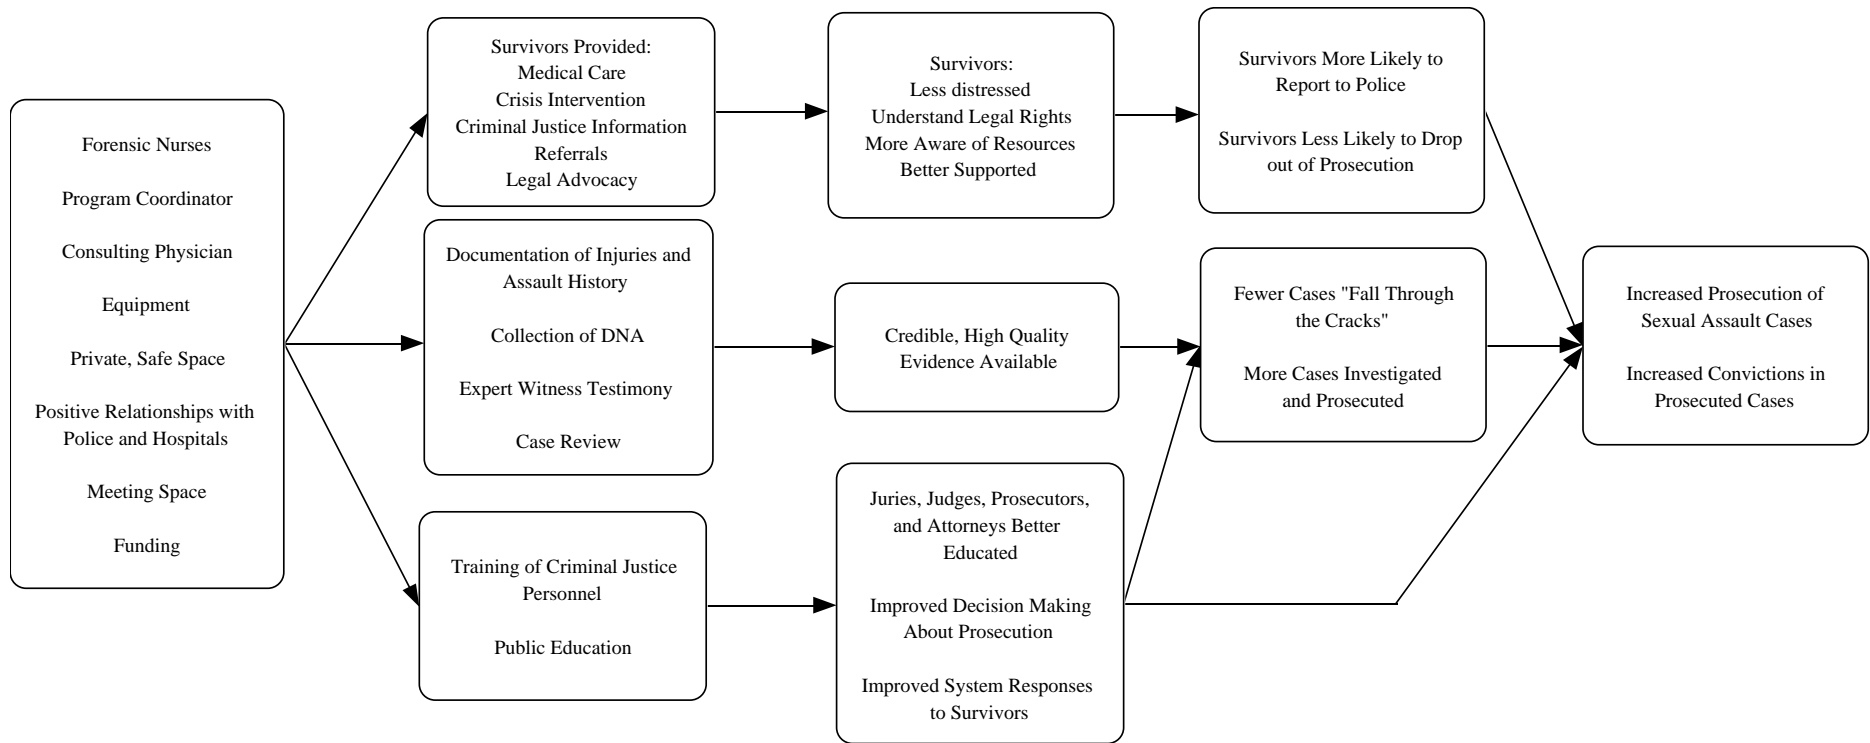 Forensic Nurses
Program Coordinator
Consulting Physician
Equipment
Private, Safe Space
Positive Relationships with
Police and Hospitals
Meeting Space
Funding
Survivors Provided:
Medical Care
Crisis Intervention
Criminal Justice Information
Referrals
Legal Advocacy
Documentation of Injuries and
Assault History
Collection of DNA
Expert Witness Testimony
Case Review
Training of Criminal Justice
Personnel
Public Education
Survivors:
Less distressed
Understand Legal Rights
More Aware of Resources
Better Supported
Credible, High Quality
Evidence Available
Juries, Judges, Prosecutors,
and Attorneys Better
Educated
Improved Decision Making
About Prosecution
Improved System Responses
to Survivors
Survivors More Likely to
Report to Police
Survivors Less Likely to Drop
out of Prosecution
Fewer Cases "Fall Through
the Cracks"
More Cases Investigated
and Prosecuted
Increased Prosecution of
Sexual Assault Cases
Increased Convictions in
Prosecuted Cases